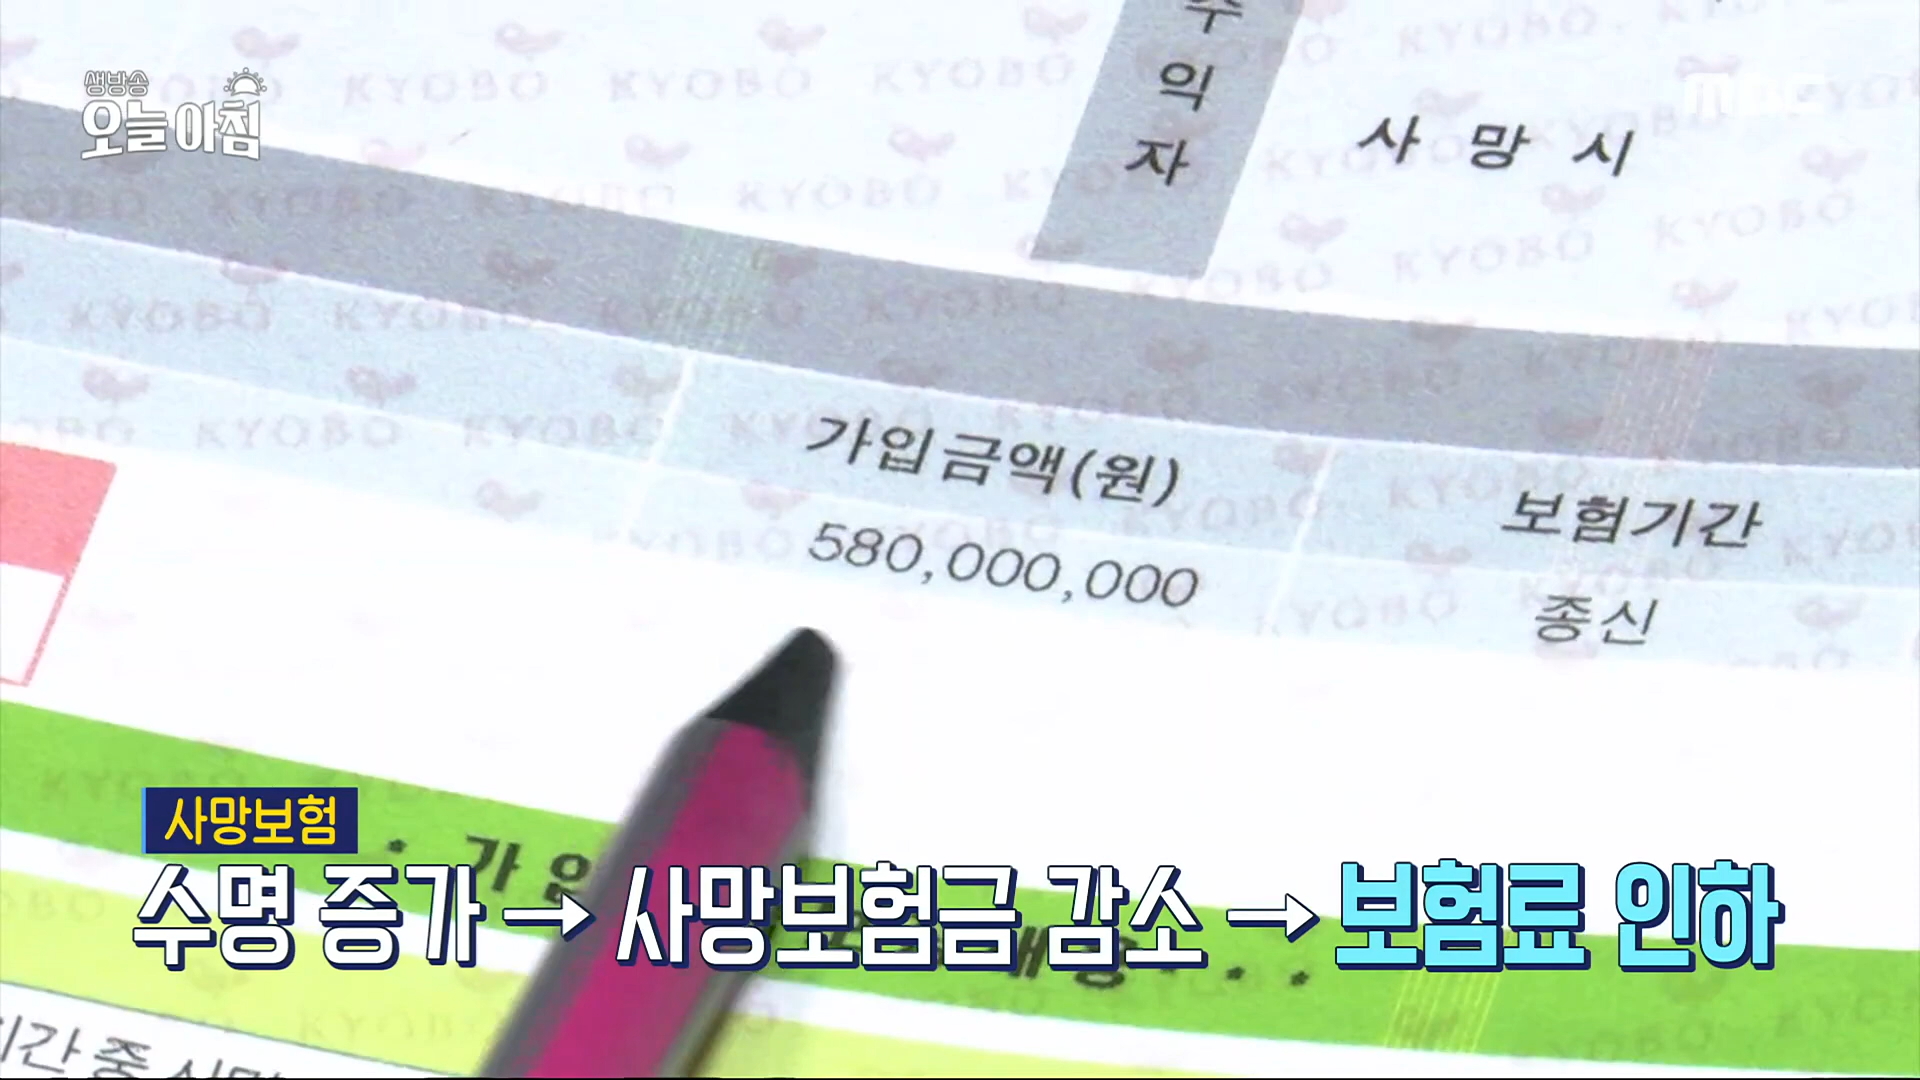 생방송
오늘 아침
MBC
수익자
사 망 시
가입금액(원)
보험기간
580,000,000
종신
KYOBO
사망보험
수명 증가→사망보험금 감소→보험료 인하